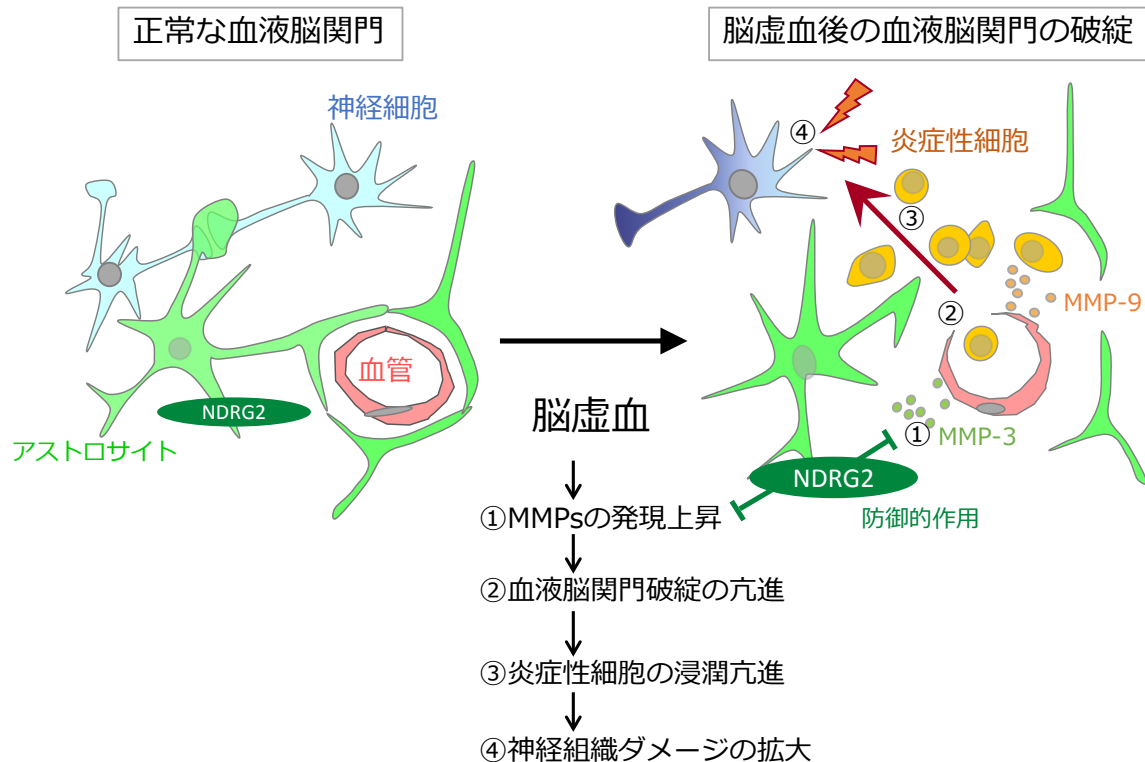 正常な血液脳関門
脳虚血後の血液脳関門の破綻
神経細胞
血管
NDRG2
アストロサイト
脳虚血
①MMPsの発現上昇
②血液脳関門破綻の亢進
③炎症性細胞の浸潤亢進
④神経組織ダメージの拡大
④
炎症性細胞
③
②
MMP-9
①
MMP-3
NDRG2
防御的作用